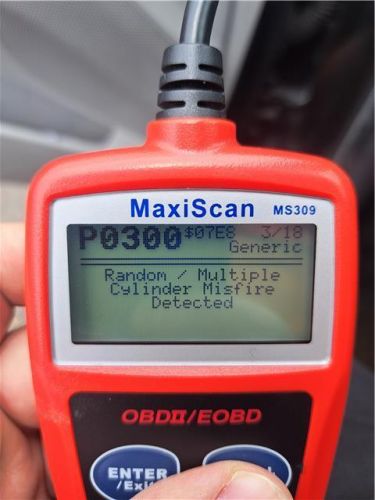 MaxiScan MS309
P0300 $07E8 3/18
Generic
Random / Multiple
Cylinder Misfire
Detected
OBDII/EOBD
ENTER
/Exit